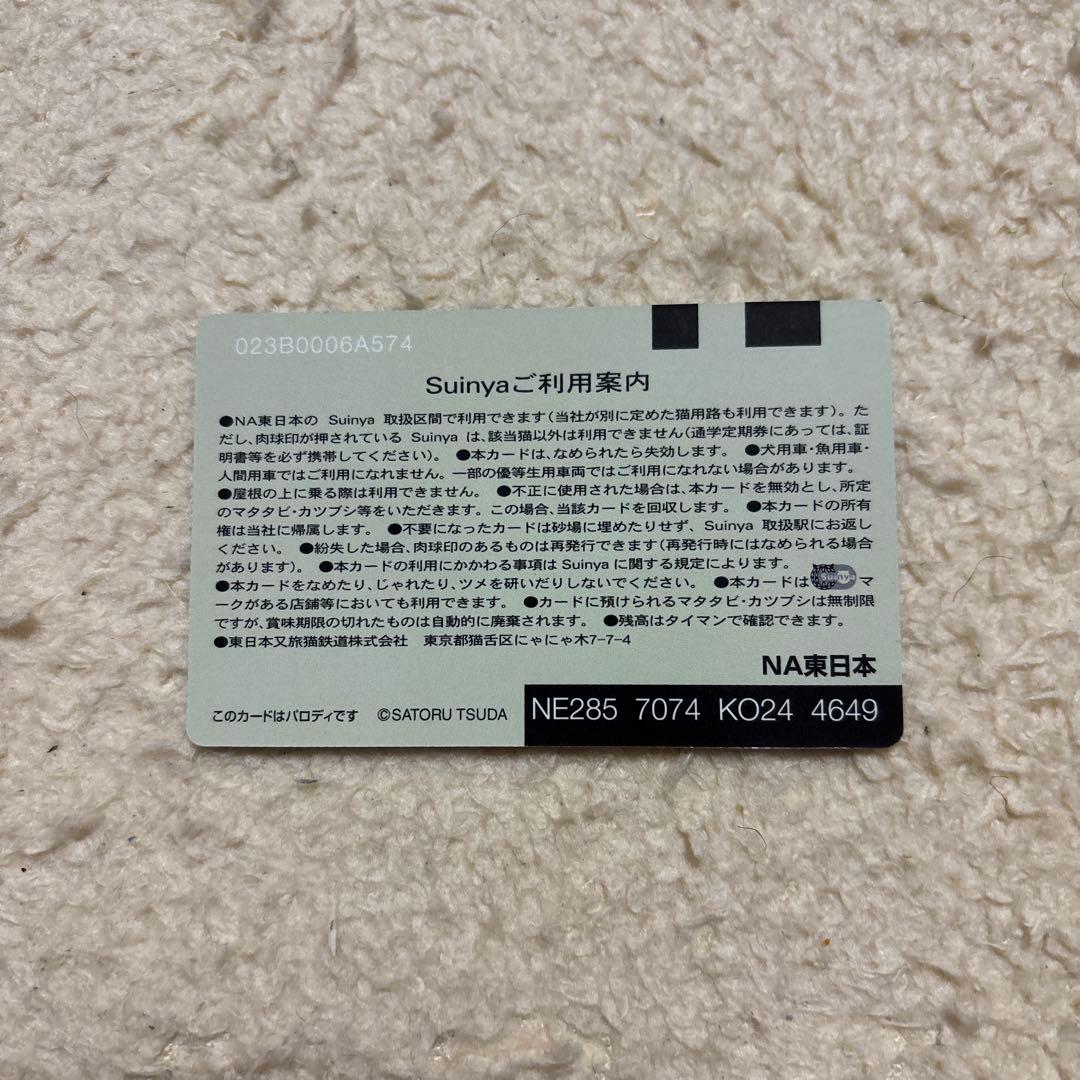 023B0006A574
Suinyaご利用案内
●NA東日本の Suinya 取扱区間で利用できます(当社が別に定めた猫用路も利用できます)。た
だし、肉球印が押されている Suinya は、該当猫以外は利用できません(通学定期券にあっては、証
明書等を必ず携帯してください)。 ●本カードは、なめられたら失効します。 ●犬用車・魚用車・
人間用車ではご利用になれません。一部の優等生用車両ではご利用になれない場合があります。
●屋根の上に乗る際は利用できません。 ●不正に使用された場合は、本カードを無効とし、所定
のマタタビ・カツブシ等をいただきます。この場合、当該カードを回収します。 ●本カードの所有
権は当社に帰属します。 ●不要になったカードは砂場に埋めたりせず、Suinya 取扱駅にお返し
ください。 ●紛失した場合、肉球印のあるものは再発行できます(再発行時にはなめられる場合
があります)。 ●本カードの利用にかかわる事項は Suinya に関する規定によります。
●本カードをなめたり、じゃれたり、ツメを研いだりしないでください。 ●本カードは Suinya マ
ークがある店舗等においても利用できます。 ●カードに預けられるマタタビ・カツブシは無制限
ですが、賞味期限の切れたものは自動的に廃棄されます。 ●残高はタイマンで確認できます。
●東日本又旅猫鉄道株式会社 東京都猫舌区にゃにゃ木7-7-4
NA東日本
このカードはパロディです ©SATORU TSUDA
NE285 7074 KO24 4649